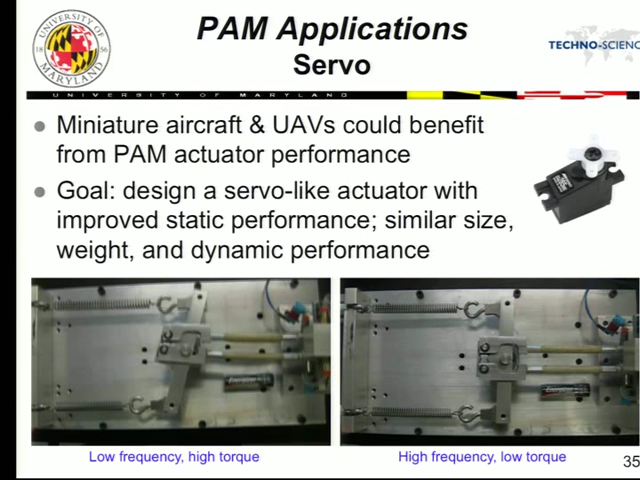 PAM Applications
Servo
UNIVERSITY OF
18 56
MARYLAND
TECHNO-SCIENC
UNIVERSITY OF MARYLAND
Miniature aircraft & UAVs could benefit
from PAM actuator performance
Goal: design a servo-like actuator with
improved static performance; similar size,
weight, and dynamic performance
Low frequency, high torque
High frequency, low torque
35